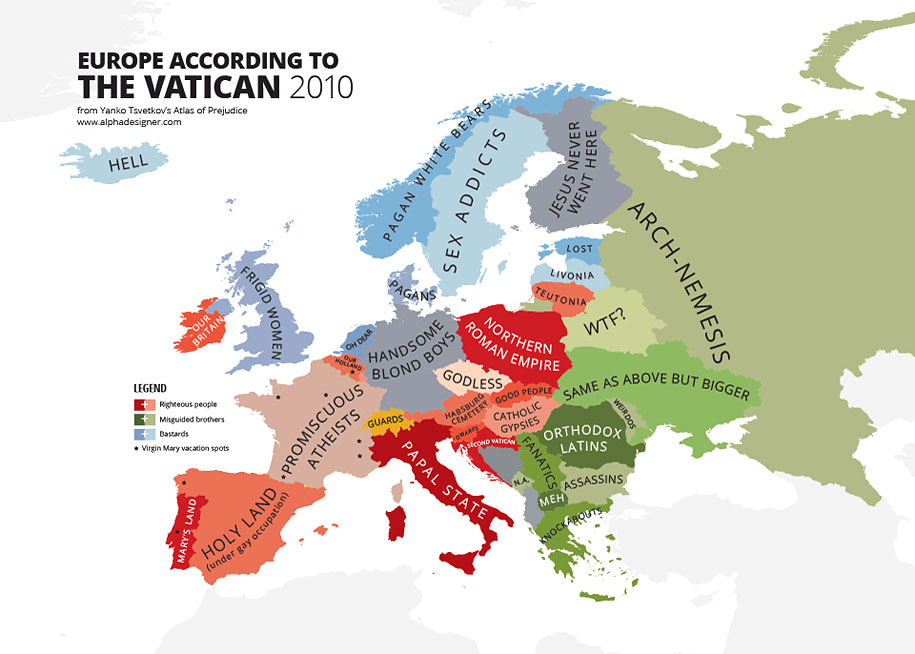 EUROPE ACCORDING TO
THE VATICAN 2010
from Yanko Tsvetkov's Atlas of Prejudice
www.alphadesigner.com
HELL
PAGAN WHITE BEARS
SEX ADDICTS
JESUS NEVER
WENT HERE
ARCH-NEMESIS
LOST
LIVONIA
TEUTONIA
WTF?
SAME AS ABOVE BUT BIGGER
FRIGID WOMEN
OUR
BRITAIN
PAGANS
OH DEAR
OUR
HOLLAND
HANDSOME
BLOND BOYS
NORTHERN
ROMAN EMPIRE
GODLESS
GOOD PEOPLE
HABSBURG
CEMETERY
CATHOLIC
GYPSIES
WEIRDOS
PROMISCUOUS
ATHEISTS
GUARDS
DWARFS
SECOND VATICAN
ORTHODOX
LATINS
FANATICS
N.A.
ASSASSINS
MEH
KNOCKABOUTS
PAPAL STATE
MARY'S LAND
HOLY LAND
(under gay occupation)
LEGEND
Righteous people
Misguided brothers
Bastards
Virgin Mary vacation spots